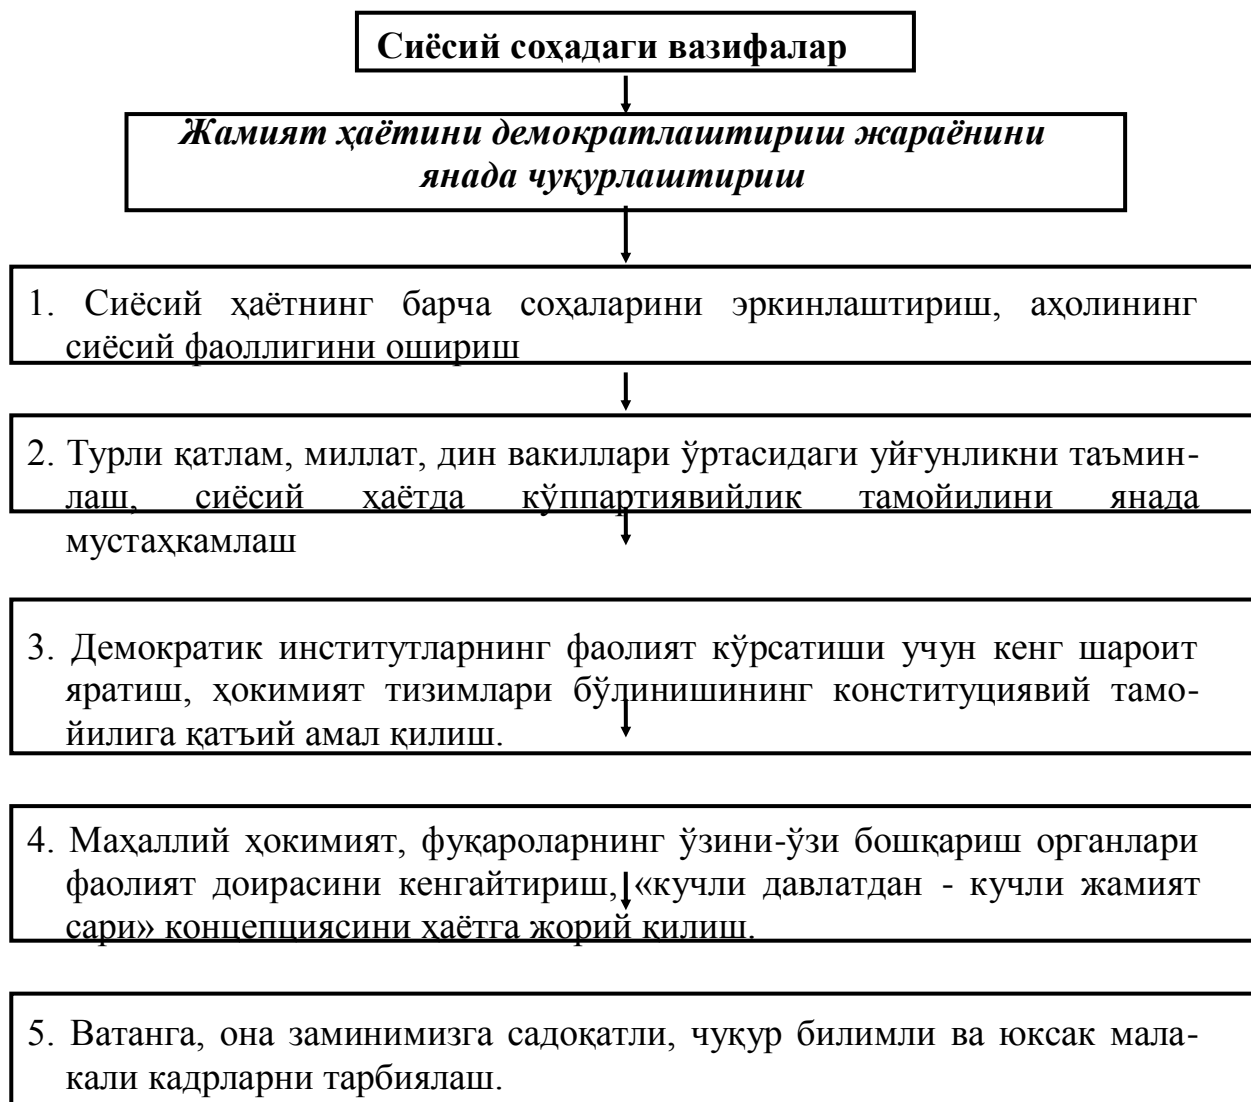 Сиёсий соҳадаги вазифалар
Жамият ҳаётини демократлаштириш жараёнини
янада чуқурлаштириш
1. Сиёсий ҳаётнинг барча соҳаларини эркинлаштириш, аҳолининг
сиёсий фаоллигини ошириш
2. Турли қатлам, миллат, дин вакиллари ўртасидаги уйғунликни таъмин-
лаш, сиёсий ҳаётда кўппартиявийлик тамойилини янада
мустаҳкамлаш
3. Демократик институтларнинг фаолият кўрсатиши учун кенг шароит
яратиш, ҳокимият тизимлари бўлинишининг конституциявий тамо-
йилига қатъий амал қилиш.
4. Маҳаллий ҳокимият, фуқароларнинг ўзини-ўзи бошқариш органлари
фаолият доирасини кенгайтириш, «кучли давлатдан - кучли жамият
сари» концепциясини ҳаётга жорий қилиш.
5. Ватанга, она заминимизга садоқатли, чуқур билимли ва юксак мала-
кали кадрларни тарбиялаш.